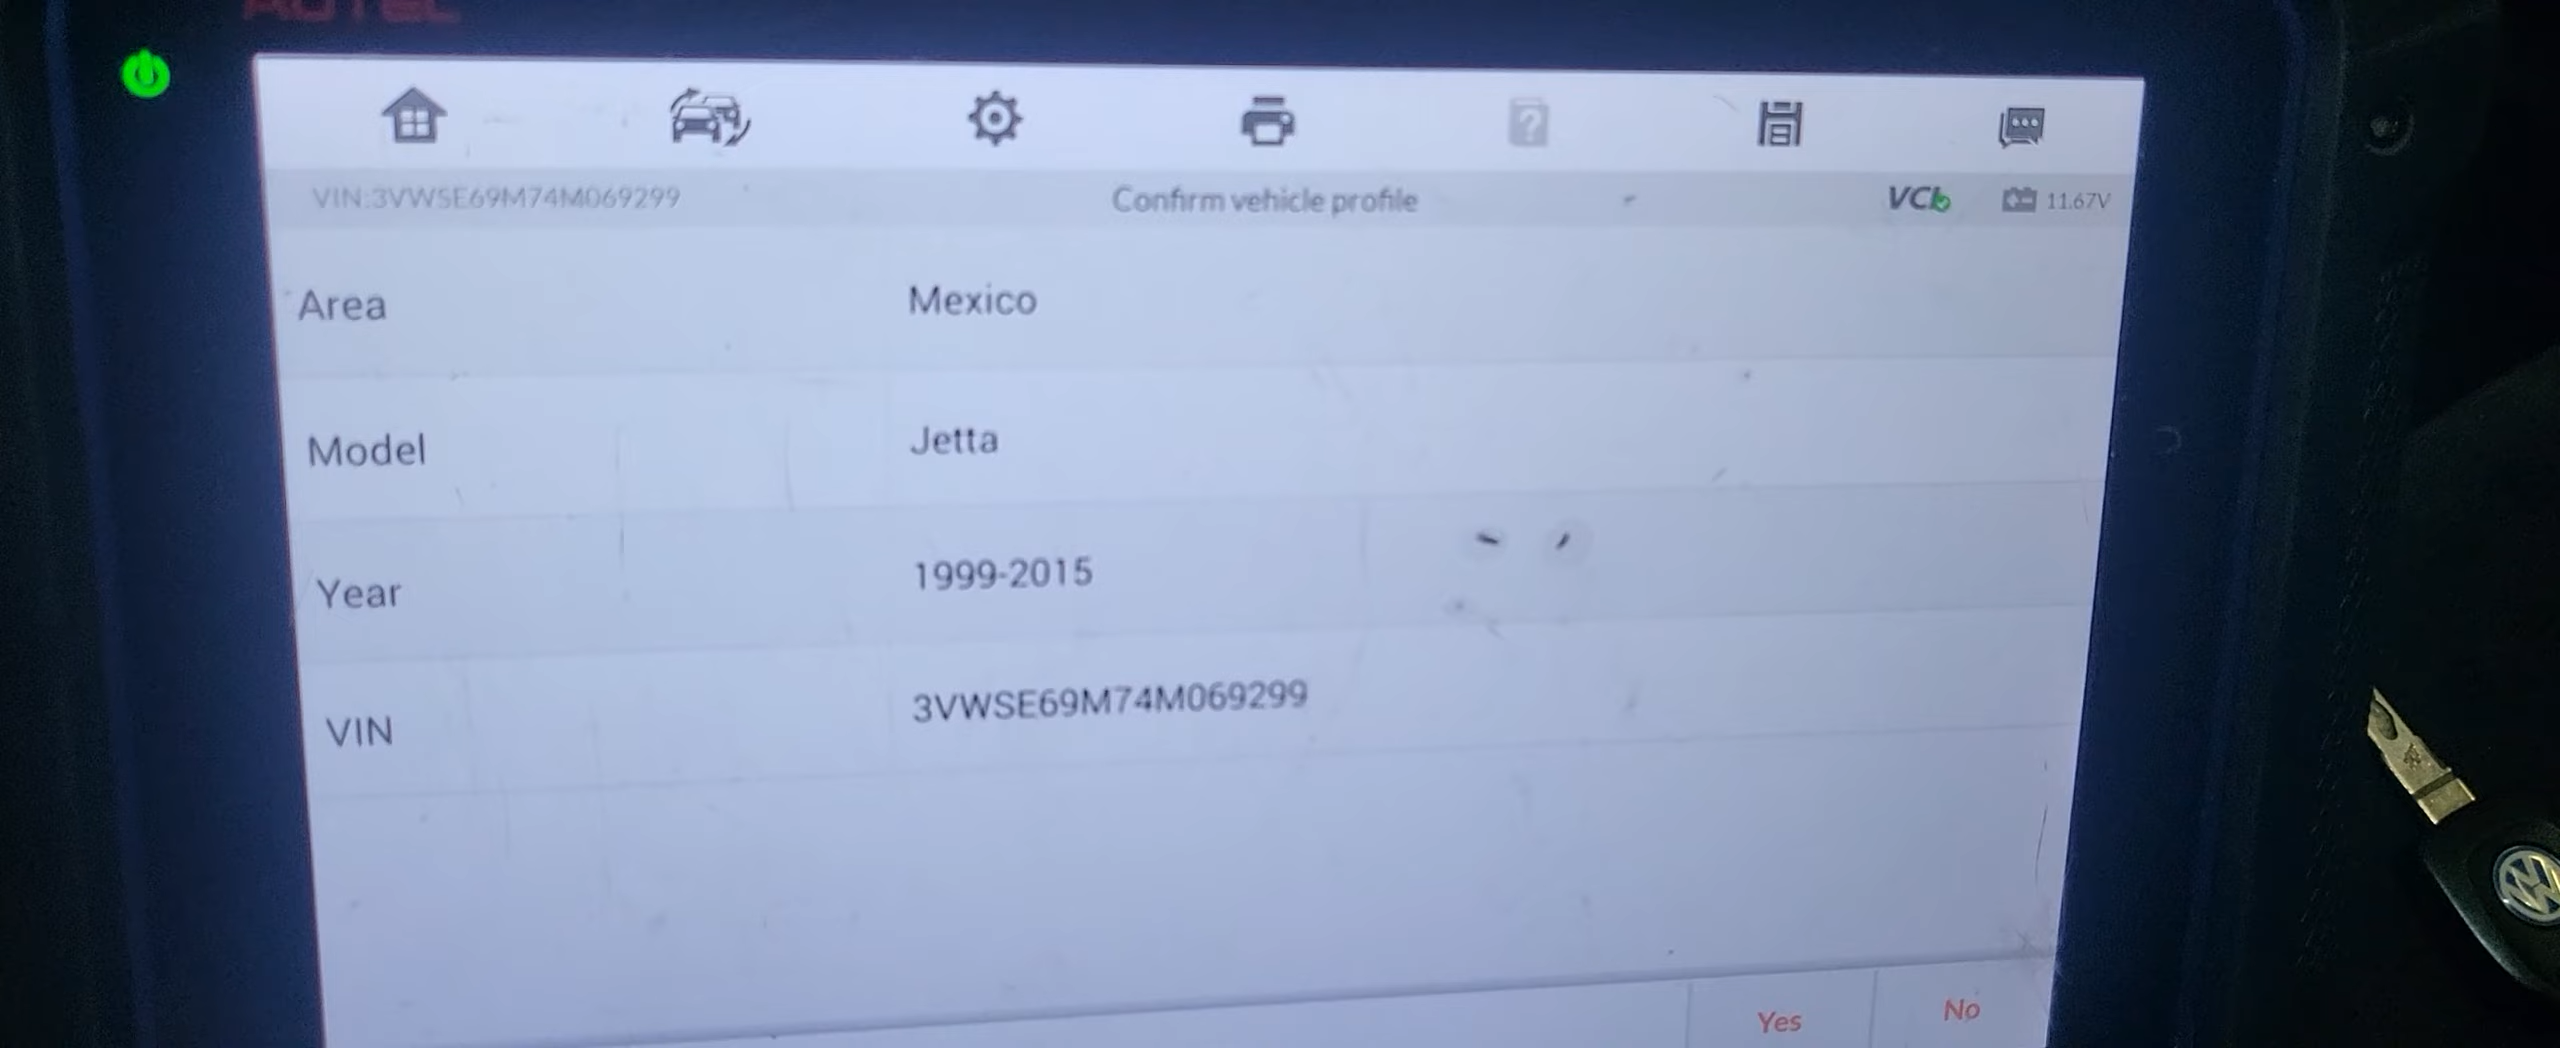 AUTEL
VIN:3VWSE69M74M069299 Confirm vehicle profile VCI 11.67V
Area Mexico
Model Jetta
Year 1999-2015
VIN 3VWSE69M74M069299
Yes No